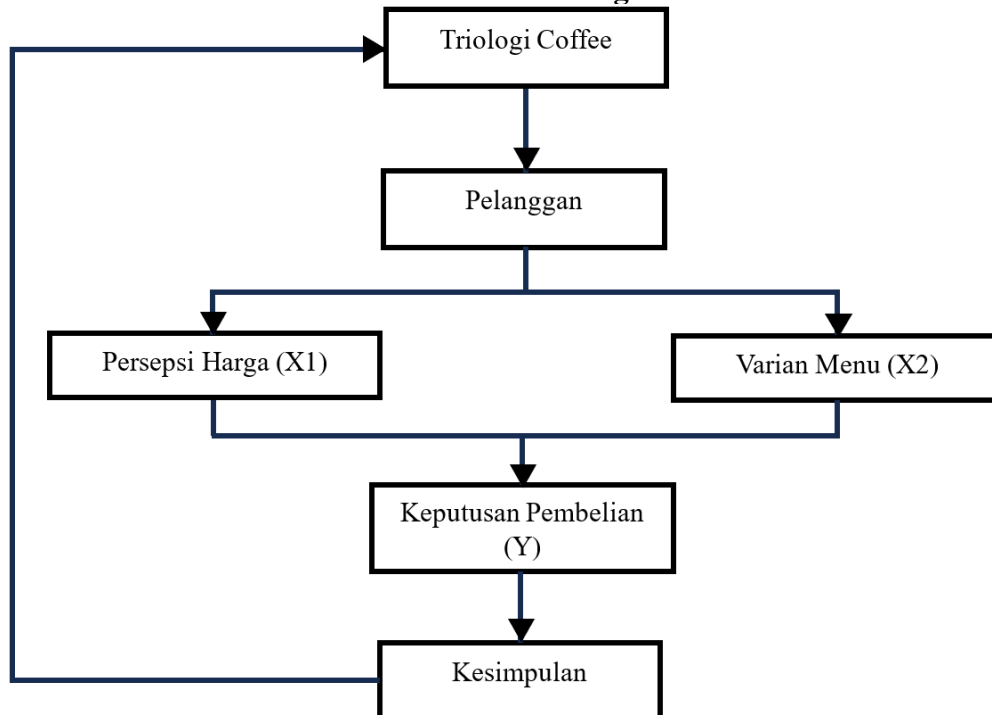 Triologi Coffee
Pelanggan
Persepsi Harga (X1)
Varian Menu (X2)
Keputusan Pembelian
(Y)
Kesimpulan